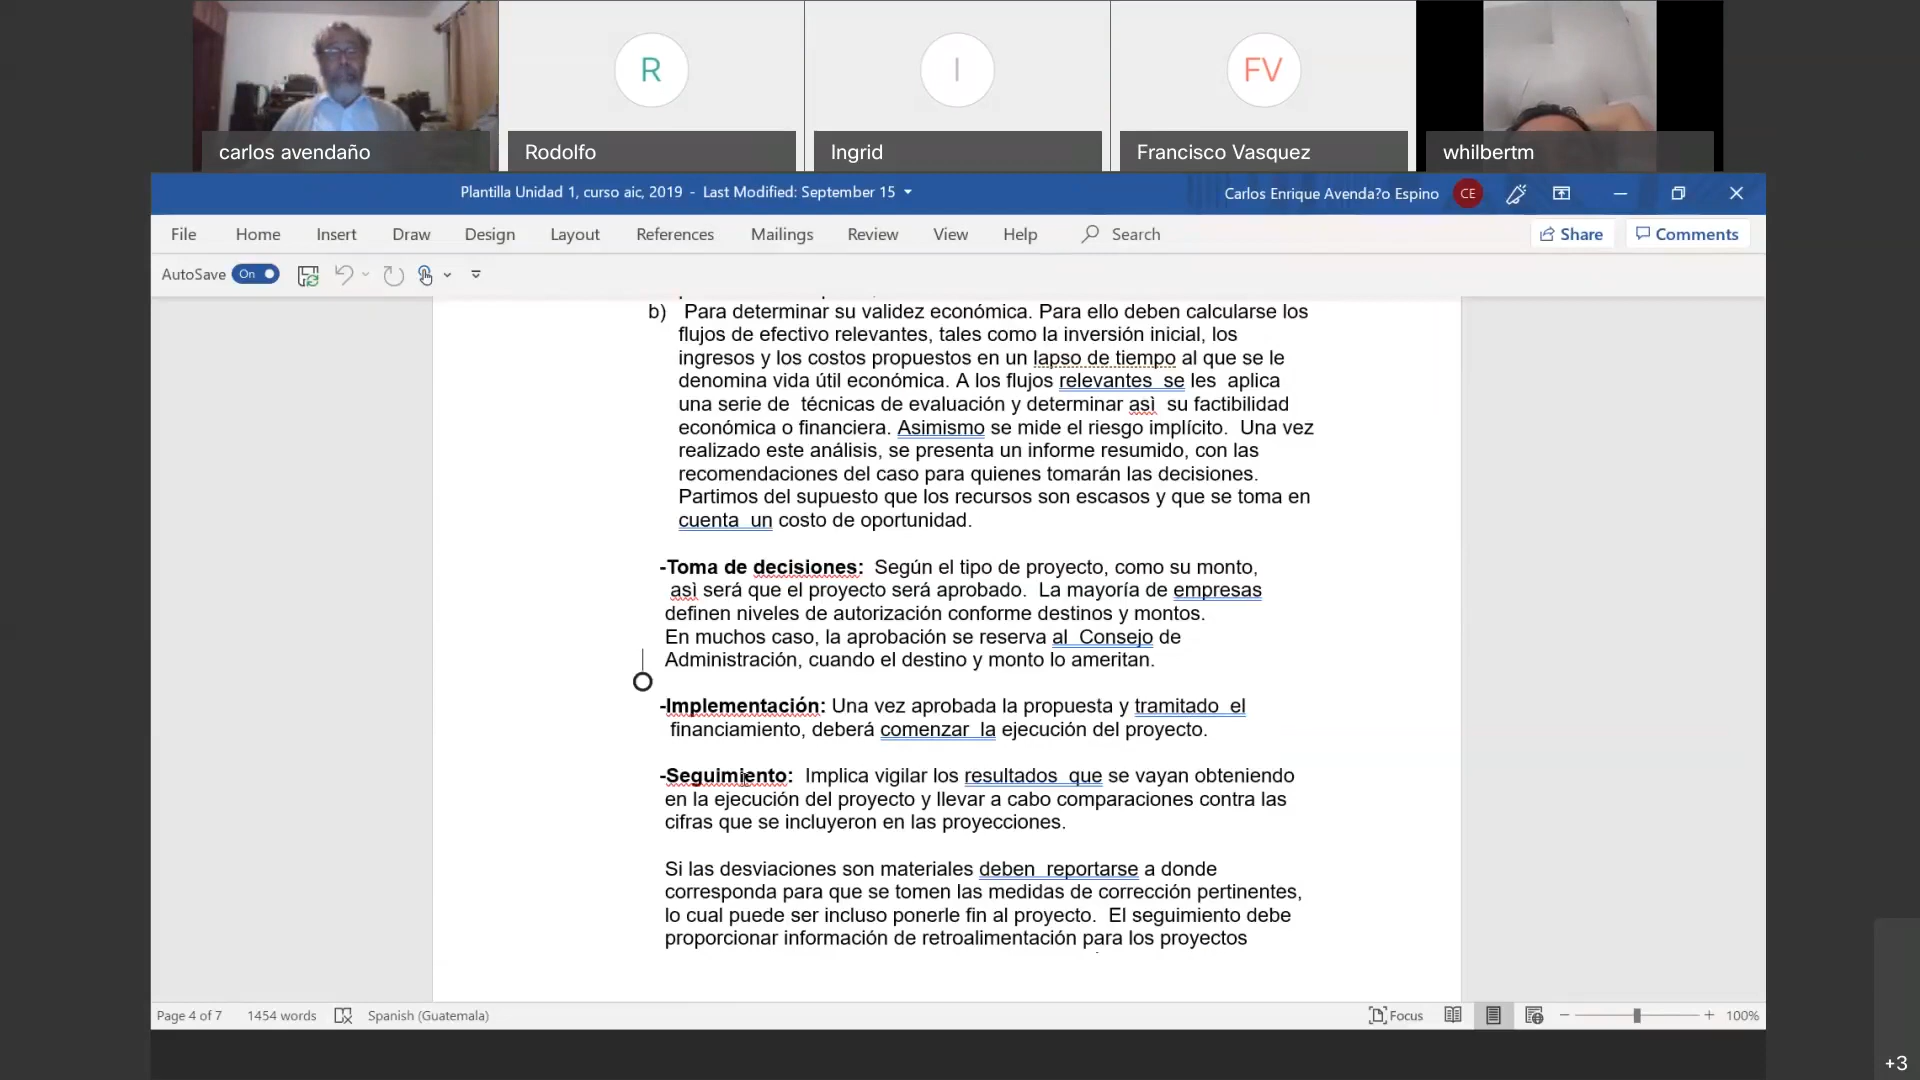 R
I
FV
carlos avendaño
Rodolfo
Ingrid
Francisco Vasquez
whilbertm
Plantilla Unidad 1, curso aic, 2019 - Last Modified: September 15
Carlos Enrique Avenda?o Espino
CE
File Home Insert Draw Design Layout References Mailings Review View Help Search
Share Comments
AutoSave On
b) Para determinar su validez económica. Para ello deben calcularse los
flujos de efectivo relevantes, tales como la inversión inicial, los
ingresos y los costos propuestos en un lapso de tiempo al que se le
denomina vida útil económica. A los flujos relevantes se les aplica
una serie de técnicas de evaluación y determinar asì su factibilidad
económica o financiera. Asimismo se mide el riesgo implícito. Una vez
realizado este análisis, se presenta un informe resumido, con las
recomendaciones del caso para quienes tomarán las decisiones.
Partimos del supuesto que los recursos son escasos y que se toma en
cuenta un costo de oportunidad.
-Toma de decisiones: Según el tipo de proyecto, como su monto,
asì será que el proyecto será aprobado. La mayoría de empresas
definen niveles de autorización conforme destinos y montos.
En muchos caso, la aprobación se reserva al Consejo de
Administración, cuando el destino y monto lo ameritan.
-Implementación: Una vez aprobada la propuesta y tramitado el
financiamiento, deberá comenzar la ejecución del proyecto.
-Seguimiento: Implica vigilar los resultados que se vayan obteniendo
en la ejecución del proyecto y llevar a cabo comparaciones contra las
cifras que se incluyeron en las proyecciones.
Si las desviaciones son materiales deben reportarse a donde
corresponda para que se tomen las medidas de corrección pertinentes,
lo cual puede ser incluso ponerle fin al proyecto. El seguimiento debe
proporcionar información de retroalimentación para los proyectos
Page 4 of 7 1454 words Spanish (Guatemala)
Focus 100%
+3